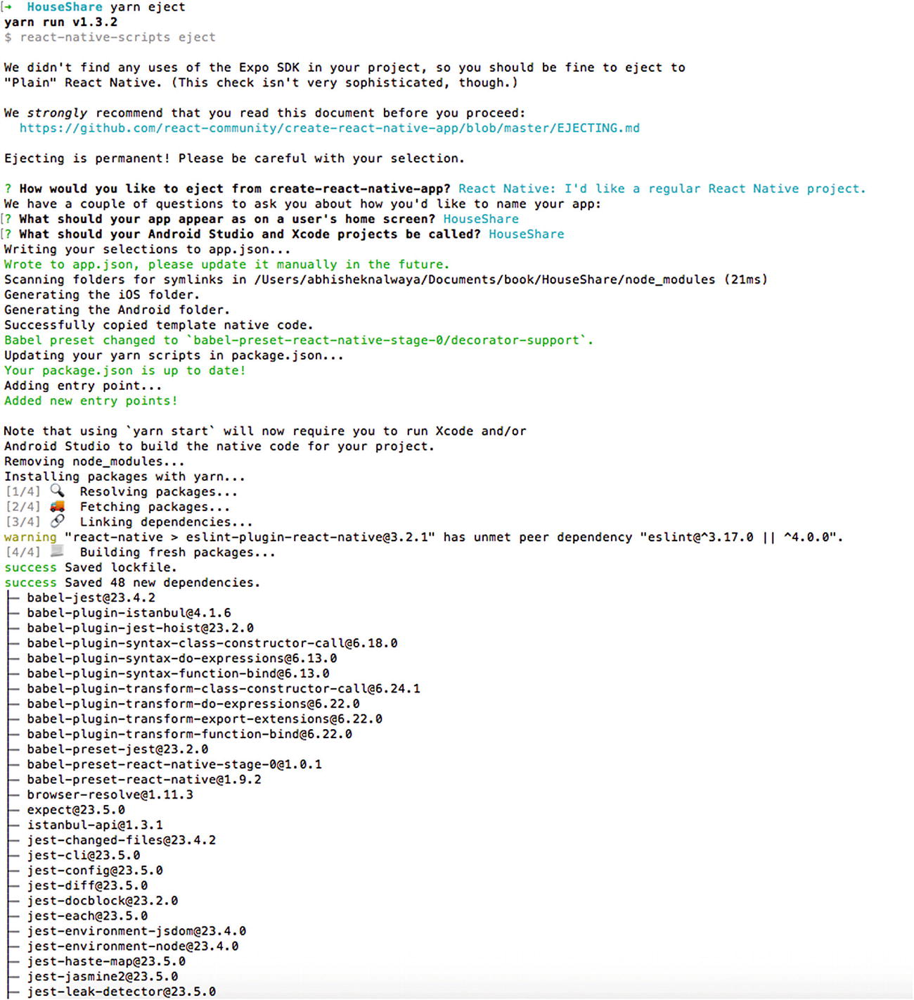 [→ HouseShare yarn eject
yarn run v1.3.2
$ react-native-scripts eject
We didn't find any uses of the Expo SDK in your project, so you should be fine to eject to
"Plain" React Native. (This check isn't very sophisticated, though.)
We strongly recommend that you read this document before you proceed:
https://github.com/react-community/create-react-native-app/blob/master/EJECTING.md
Ejecting is permanent! Please be careful with your selection.
? How would you like to eject from create-react-native-app? React Native: I'd like a regular React Native project.
We have a couple of questions to ask you about how you'd like to name your app:
[? What should your app appear as on a user's home screen? HouseShare
[? What should your Android Studio and Xcode projects be called? HouseShare
Writing your selections to app.json...
Wrote to app.json, please update it manually in the future.
Scanning folders for symlinks in /Users/abhisheknalwaya/Documents/book/HouseShare/node_modules (21ms)
Generating the iOS folder.
Generating the Android folder.
Successfully copied template native code.
Babel preset changed to `babel-preset-react-native-stage-0/decorator-support`.
Updating your yarn scripts in package.json...
Your package.json is up to date!
Adding entry point...
Added new entry points!
Note that using `yarn start` will now require you to run Xcode and/or
Android Studio to build the native code for your project.
Removing node_modules...
Installing packages with yarn...
[1/4] 🔍 Resolving packages...
[2/4] 🚚 Fetching packages...
[3/4] 🔗 Linking dependencies...
warning "react-native > eslint-plugin-react-native@3.2.1" has unmet peer dependency "eslint@^3.17.0 || ^4.0.0".
[4/4] 📃 Building fresh packages...
success Saved lockfile.
success Saved 48 new dependencies.
├─ babel-jest@23.4.2
├─ babel-plugin-istanbul@4.1.6
├─ babel-plugin-jest-hoist@23.2.0
├─ babel-plugin-syntax-class-constructor-call@6.18.0
├─ babel-plugin-syntax-do-expressions@6.13.0
├─ babel-plugin-syntax-function-bind@6.13.0
├─ babel-plugin-transform-class-constructor-call@6.24.1
├─ babel-plugin-transform-do-expressions@6.22.0
├─ babel-plugin-transform-export-extensions@6.22.0
├─ babel-plugin-transform-function-bind@6.22.0
├─ babel-preset-jest@23.2.0
├─ babel-preset-react-native-stage-0@1.0.1
├─ babel-preset-react-native@1.9.2
├─ browser-resolve@1.11.3
├─ expect@23.5.0
├─ istanbul-api@1.3.1
├─ jest-changed-files@23.4.2
├─ jest-cli@23.5.0
├─ jest-config@23.5.0
├─ jest-diff@23.5.0
├─ jest-docblock@23.2.0
├─ jest-each@23.5.0
├─ jest-environment-jsdom@23.4.0
├─ jest-environment-node@23.4.0
├─ jest-haste-map@23.5.0
├─ jest-jasmine2@23.5.0
├─ jest-leak-detector@23.5.0